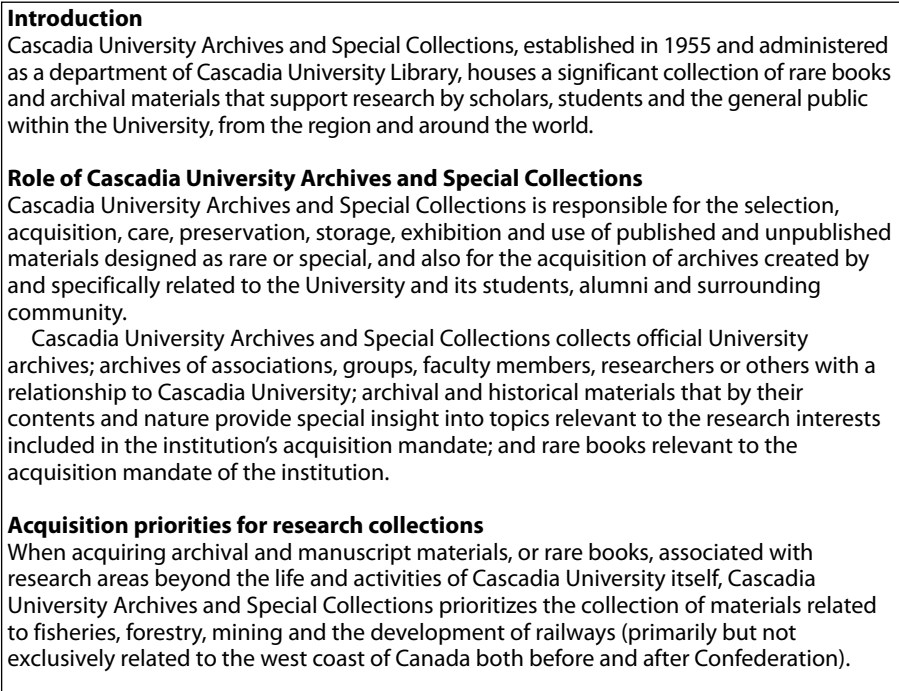 Introduction
Cascadia University Archives and Special Collections, established in 1955 and administered
as a department of Cascadia University Library, houses a significant collection of rare books
and archival materials that support research by scholars, students and the general public
within the University, from the region and around the world.
Role of Cascadia University Archives and Special Collections
Cascadia University Archives and Special Collections is responsible for the selection,
acquisition, care, preservation, storage, exhibition and use of published and unpublished
materials designed as rare or special, and also for the acquisition of archives created by
and specifically related to the University and its students, alumni and surrounding
community.
Cascadia University Archives and Special Collections collects official University
archives; archives of associations, groups, faculty members, researchers or others with a
relationship to Cascadia University; archival and historical materials that by their
contents and nature provide special insight into topics relevant to the research interests
included in the institution’s acquisition mandate; and rare books relevant to the
acquisition mandate of the institution.
Acquisition priorities for research collections
When acquiring archival and manuscript materials, or rare books, associated with
research areas beyond the life and activities of Cascadia University itself, Cascadia
University Archives and Special Collections prioritizes the collection of materials related
to fisheries, forestry, mining and the development of railways (primarily but not
exclusively related to the west coast of Canada both before and after Confederation).